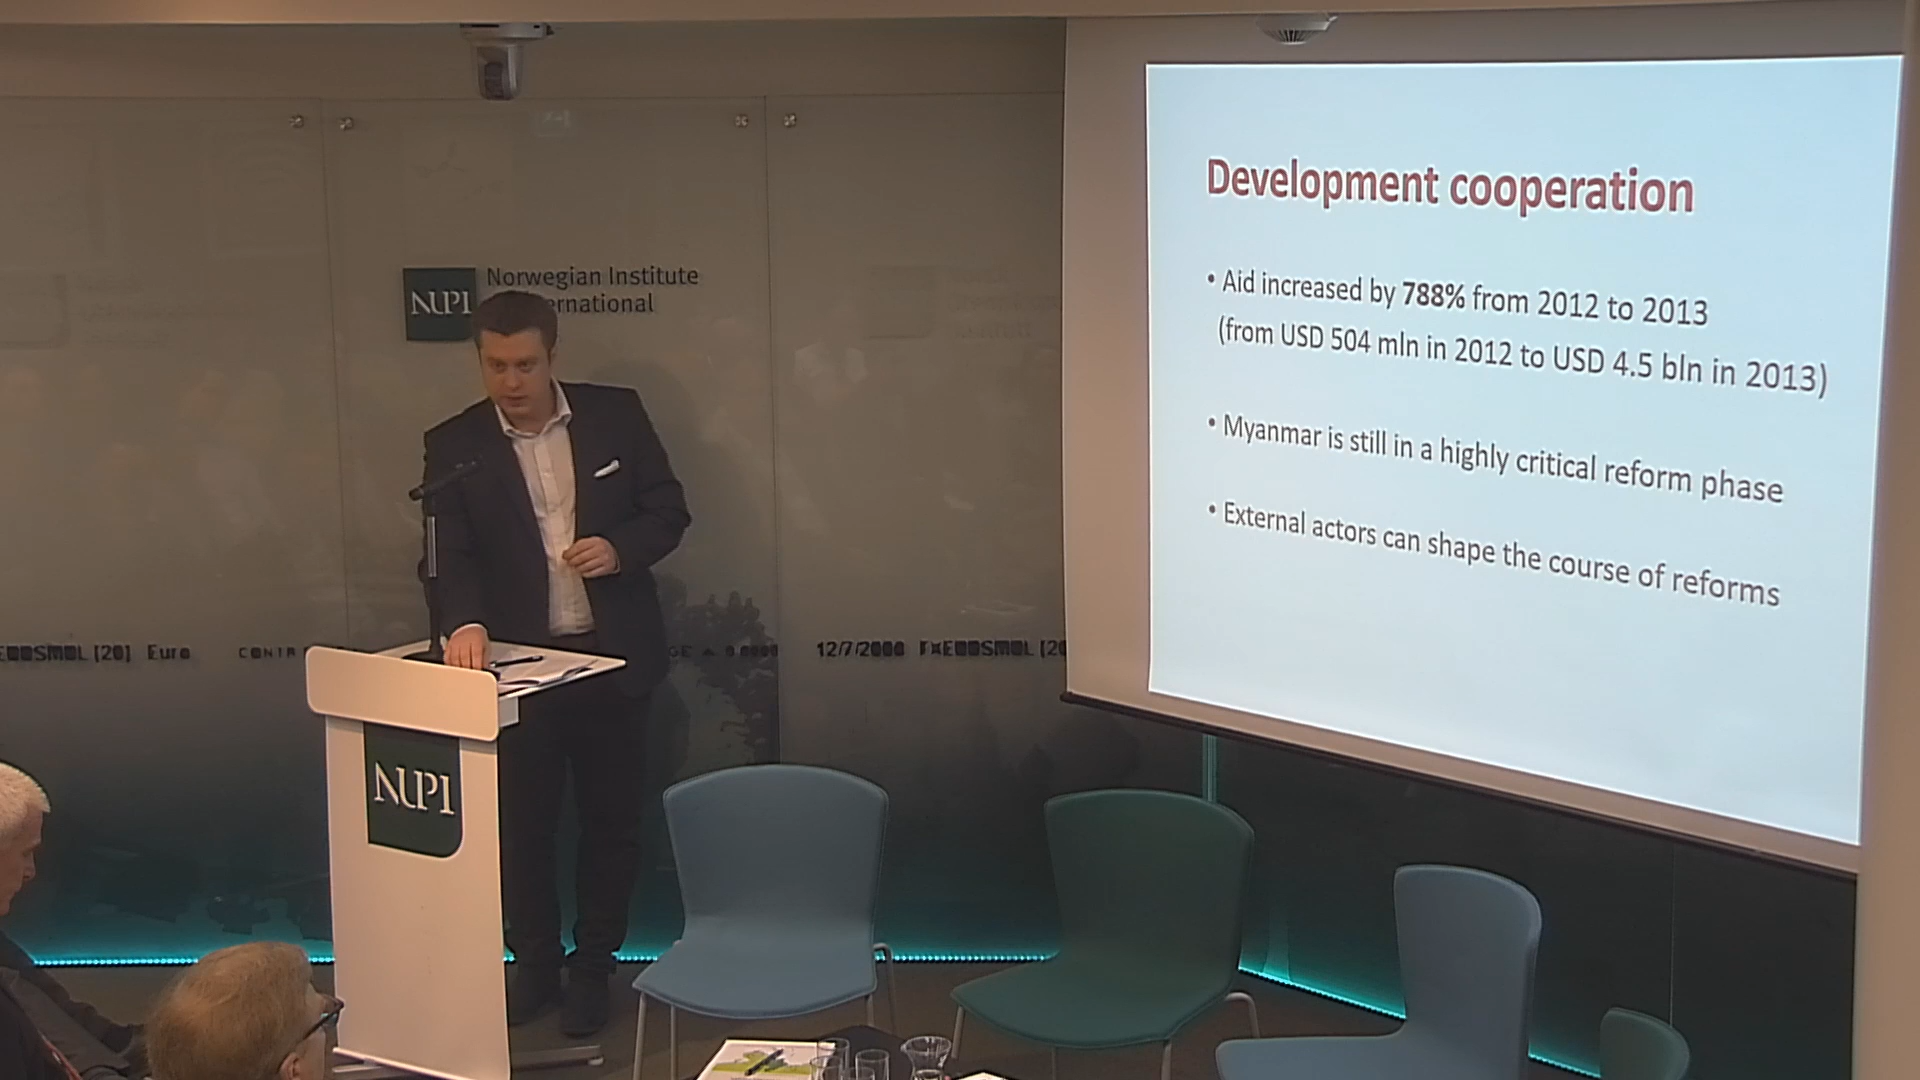 Development cooperation
• Aid increased by 788% from 2012 to 2013
(from USD 504 mln in 2012 to USD 4.5 bln in 2013)
• Myanmar is still in a highly critical reform phase
• External actors can shape the course of reforms
NUPI
Norwegian Institute
International
Euro
12/7/2000
NUPI